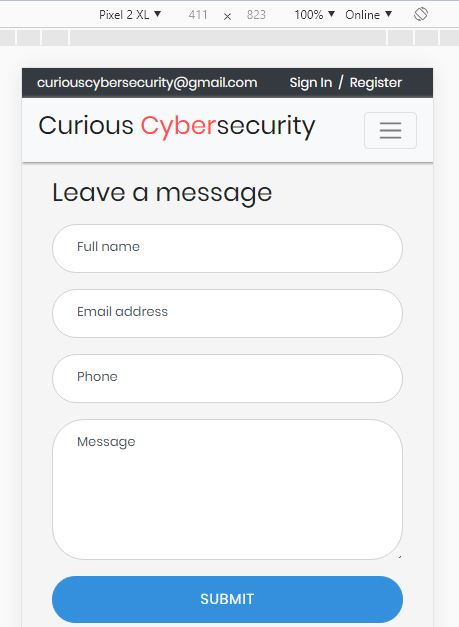 Pixel 2 XL ▼ 411 × 823 100% ▼ Online ▼
curiouscybersecurity@gmail.com Sign In / Register
Curious Cybersecurity
Leave a message
Full name
Email address
Phone
Message
SUBMIT